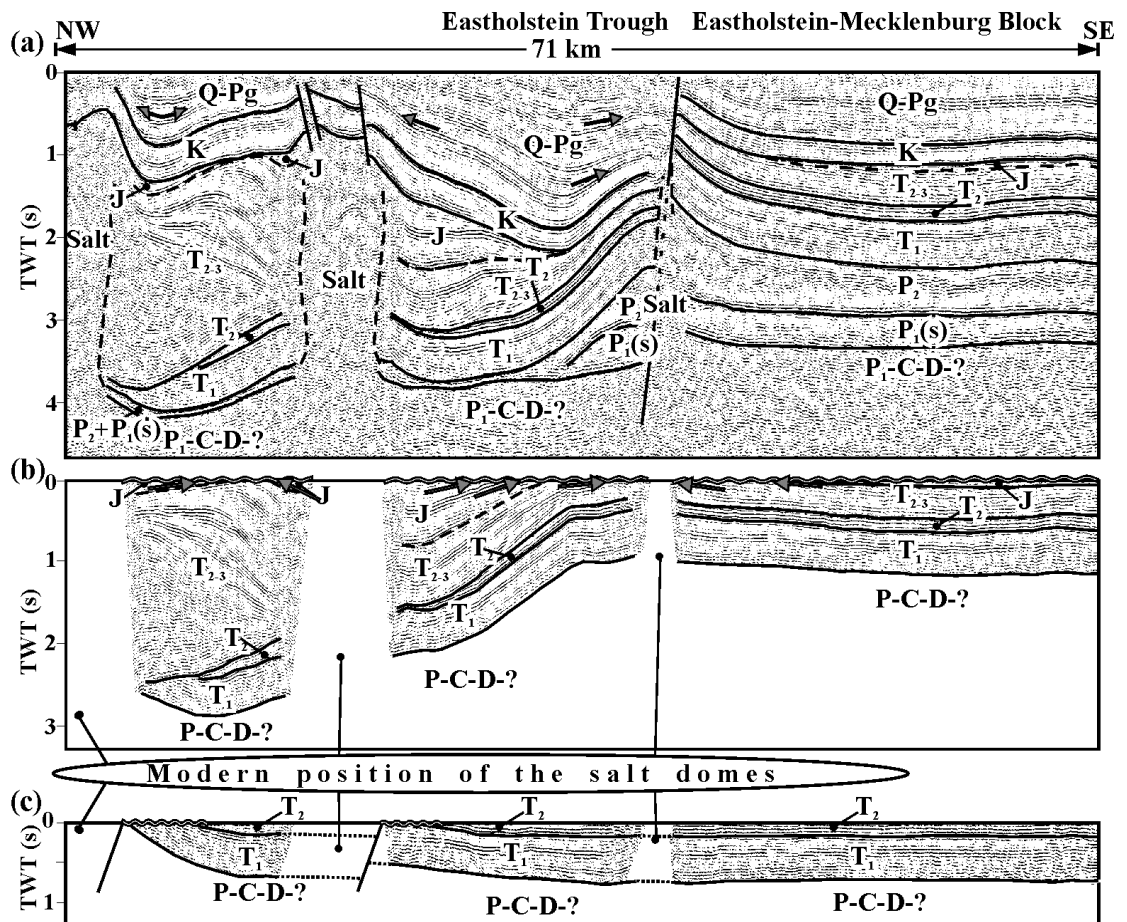 NW Eastholstein Trough Eastholstein-Mecklenburg Block SE
(a) 71 km
0
Q-Pg Q-Pg
K Q-Pg
1 K
J J T₂₋₃ T₂ J
K
2 Salt J T₁
T₂₋₃ T₂
Salt T₂₋₃ P₂
3 T₂ P₂ Salt
T₁ P₁(s) P₁(s)
T₁ P₁-C-D-?
4 P₁-C-D-?
P₂+P₁(s) P₁-C-D-?
TWT (s)
(b)
0
J J J T₂₋₃ J
T₂ T₂
1 T₂₋₃ T₂₋₃ T₁
T₁ P-C-D-?
2 T₂
P-C-D-?
T₁
3 P-C-D-?
TWT (s)
Modern position of the salt domes
(c) T₂ T₂ T₂
0
T₁ T₁ T₁
P-C-D-? P-C-D-? P-C-D-?
1
TWT (s)